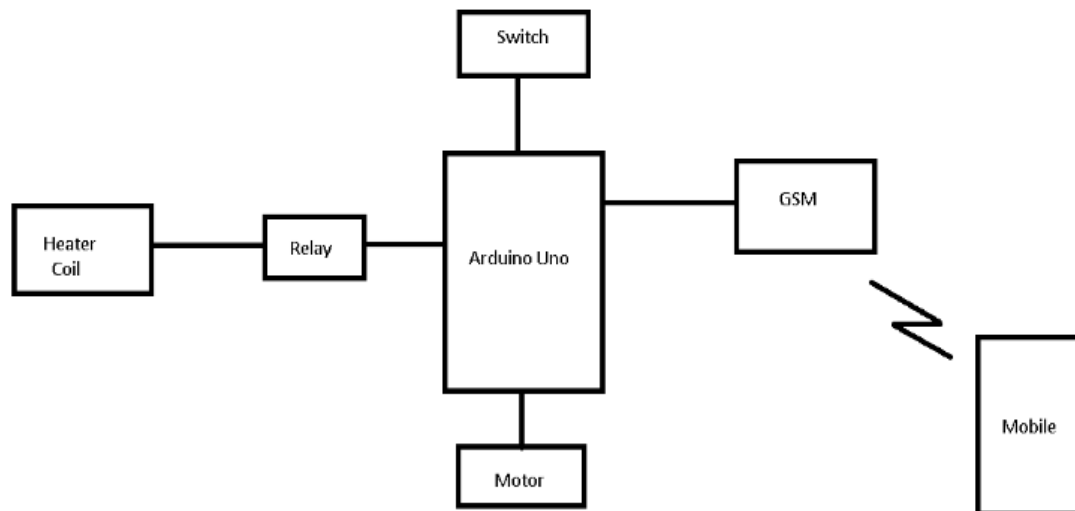 Switch
GSM
Heater
Coil
Relay
Arduino Uno
Mobile
Motor